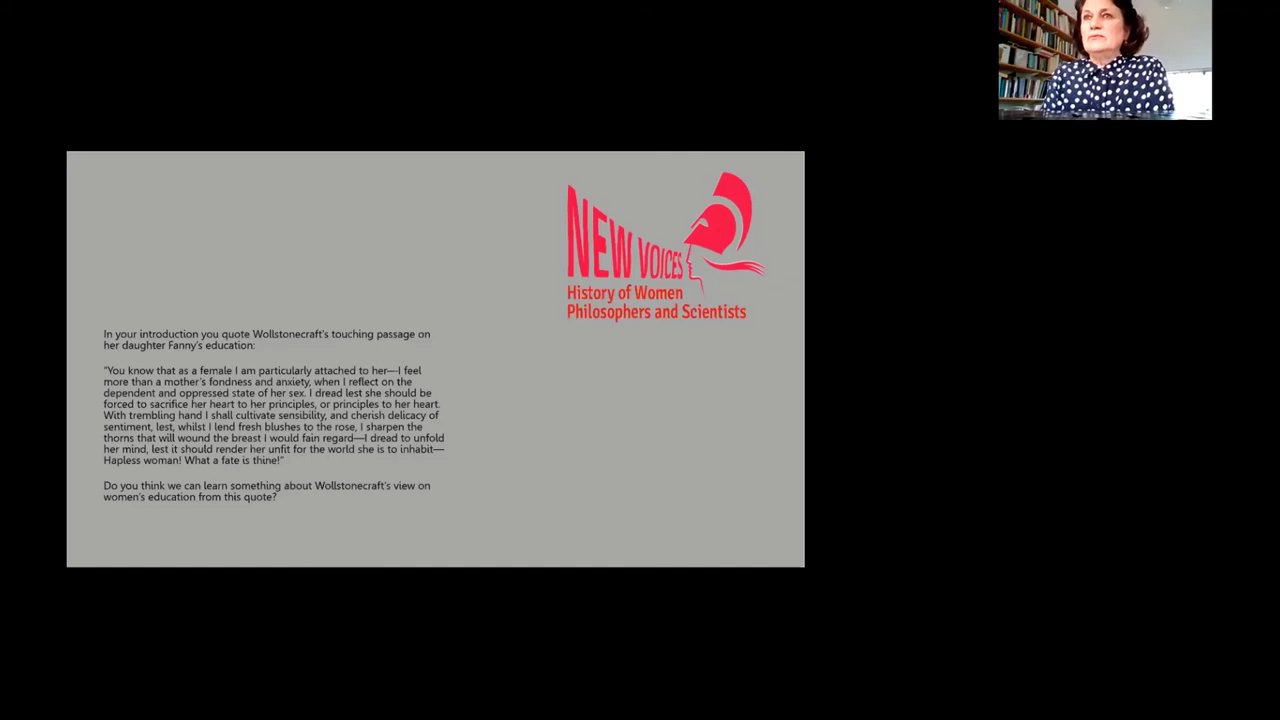 NEW VOICES
History of Women
Philosophers and Scientists
In your introduction you quote Wollstonecraft's touching passage on
her daughter Fanny's education:
"You know that as a female I am particularly attached to her—I feel
more than a mother's fondness and anxiety, when I reflect on the
dependent and oppressed state of her sex. I dread lest she should be
forced to sacrifice her heart to her principles, or principles to her heart.
With trembling hand I shall cultivate sensibility, and cherish delicacy of
sentiment, lest, whilst I lend fresh blushes to the rose, I sharpen the
thorns that will wound the breast I would fain regard—I dread to unfold
her mind, lest it should render her unfit for the world she is to inhabit—
Hapless woman! What a fate is thine!"
Do you think we can learn something about Wollstonecraft's view on
women's education from this quote?